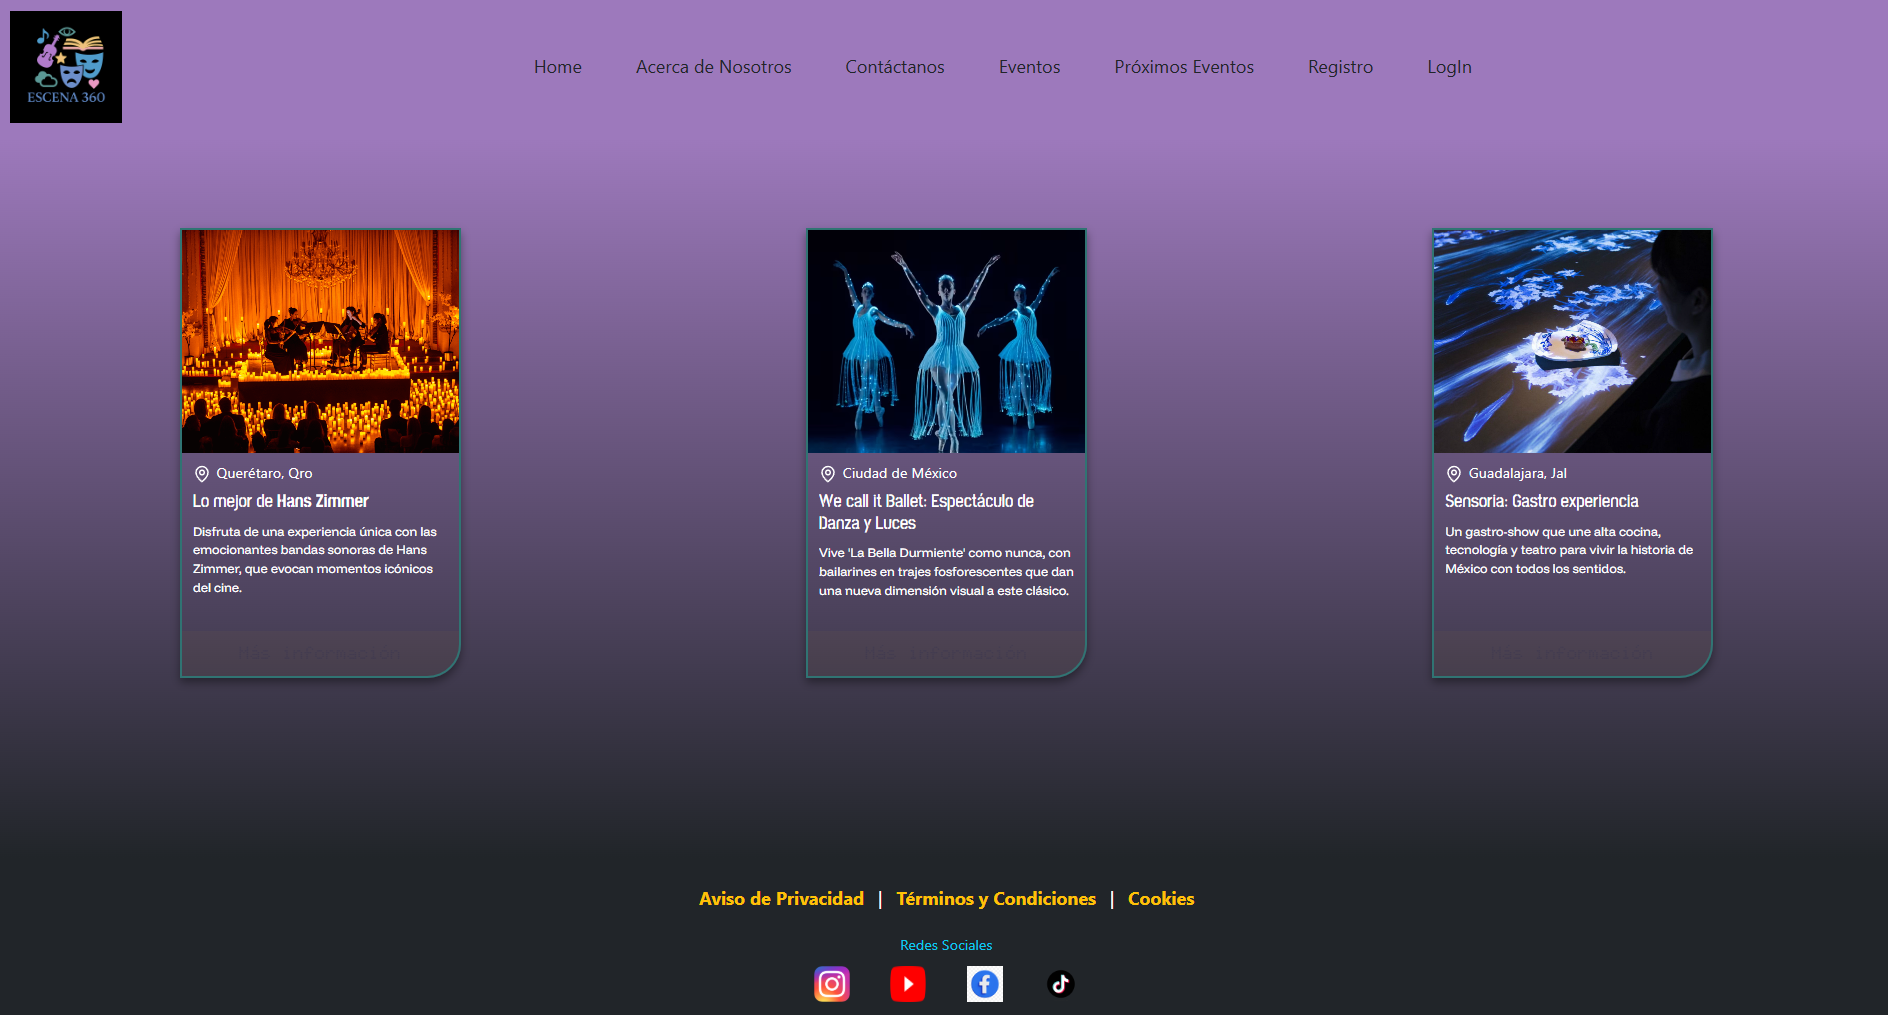 ESCENA 360
Home
Acerca de Nosotros
Contáctanos
Eventos
Próximos Eventos
Registro
LogIn
Querétaro, Qro
Lo mejor de Hans Zimmer
Disfruta de una experiencia única con las
emocionantes bandas sonoras de Hans
Zimmer, que evocan momentos icónicos
del cine.
Ciudad de México
We call it Ballet: Espectáculo de
Danza y Luces
Vive 'La Bella Durmiente' como nunca, con
bailarines en trajes fosforescentes que dan
una nueva dimensión visual a este clásico.
Guadalajara, Jal
Sensoria: Gastro experiencia
Un gastro-show que une alta cocina,
tecnología y teatro para vivir la historia de
México con todos los sentidos.
Aviso de Privacidad | Términos y Condiciones | Cookies
Redes Sociales